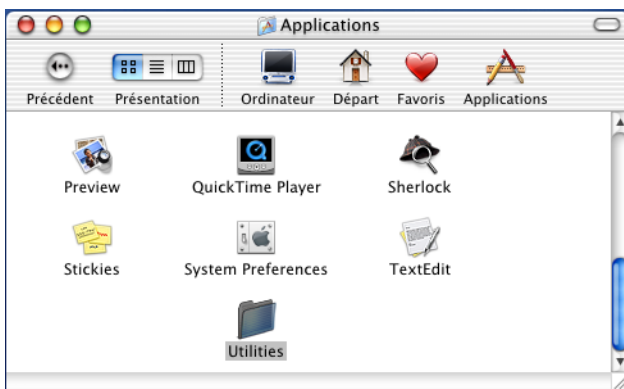 Applications
Précédent Présentation Ordinateur Départ Favoris Applications
Preview QuickTime Player Sherlock
Stickies System Preferences TextEdit
Utilities